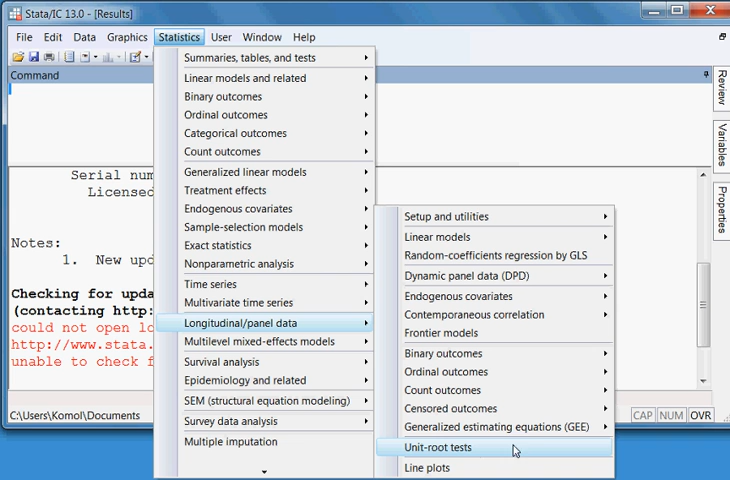 Stata/IC 13.0 - [Results]
File Edit Data Graphics Statistics User Window Help
Command
Review
Variables
Properties
Summaries, tables, and tests
Linear models and related
Binary outcomes
Ordinal outcomes
Categorical outcomes
Count outcomes
Generalized linear models
Treatment effects
Endogenous covariates
Sample-selection models
Exact statistics
Nonparametric analysis
Time series
Multivariate time series
Longitudinal/panel data
Multilevel mixed-effects models
Survival analysis
Epidemiology and related
SEM (structural equation modeling)
Survey data analysis
Multiple imputation
Setup and utilities
Linear models
Random-coefficients regression by GLS
Dynamic panel data (DPD)
Endogenous covariates
Contemporaneous correlation
Frontier models
Binary outcomes
Ordinal outcomes
Count outcomes
Censored outcomes
Generalized estimating equations (GEE)
Unit-root tests
Line plots
Serial num
License
Notes:
1. New upd
Checking for upda
(contacting http:
could not open lo
http://www.stata.
unable to check f
C:\Users\Komol\Documents
CAP NUM OVR